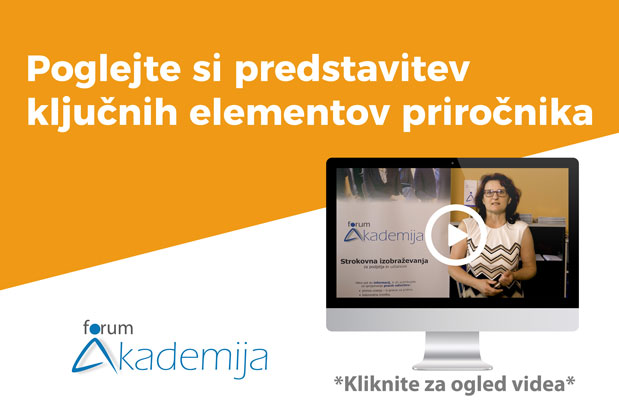 Poglejte si predstavitev
ključnih elementov priročnika
forum
Akademija
Strokovna izobraževanja
za podjetja in ustanove
forum
Akademija
*Kliknite za ogled videa*